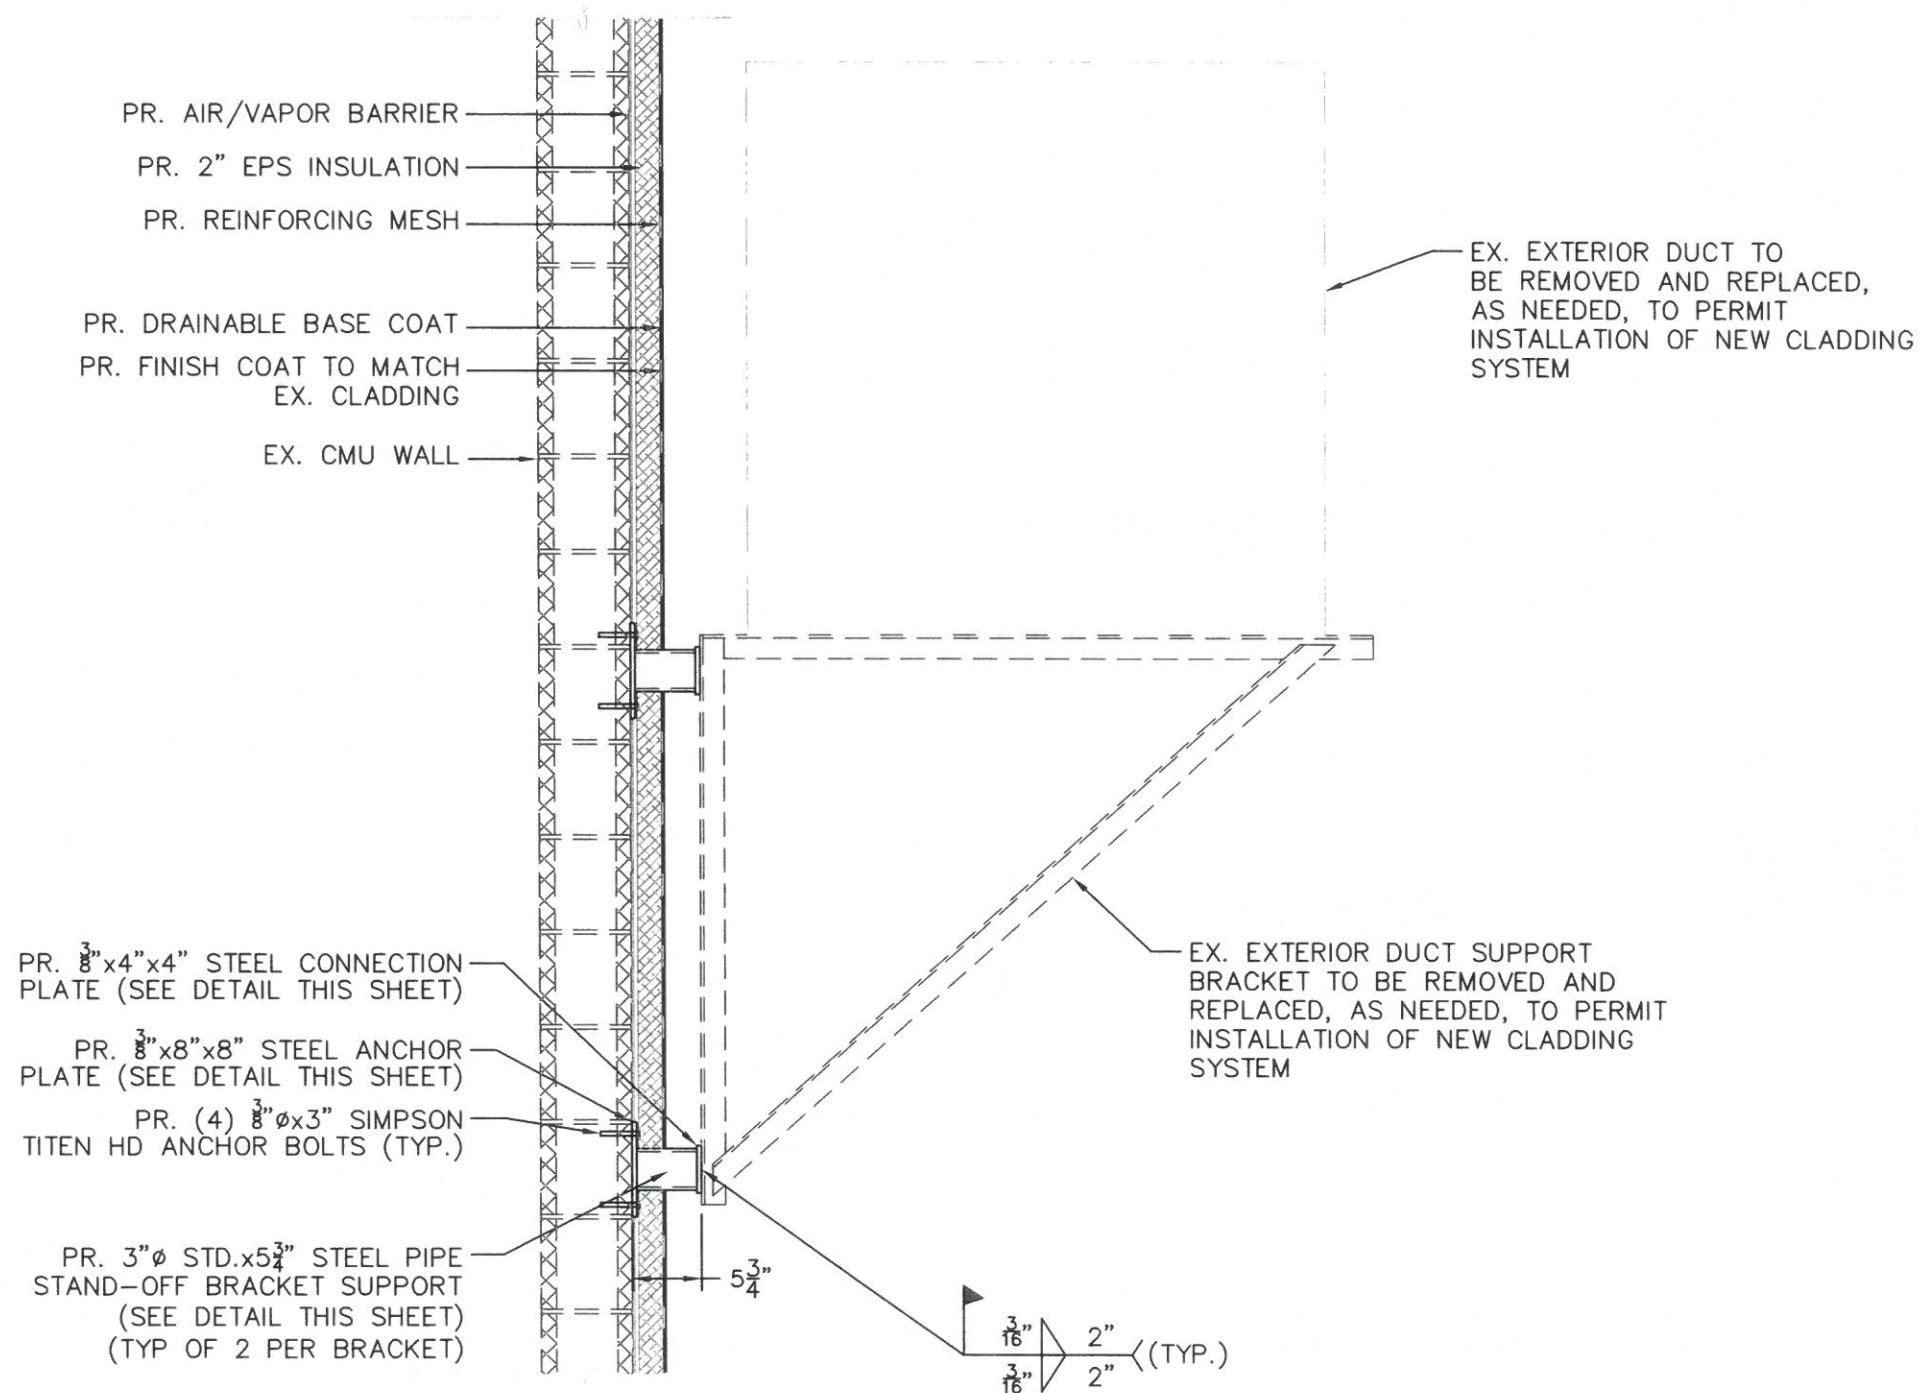 PR. AIR/VAPOR BARRIER
PR. 2" EPS INSULATION
PR. REINFORCING MESH
PR. DRAINABLE BASE COAT
PR. FINISH COAT TO MATCH
EX. CLADDING
EX. CMU WALL
EX. EXTERIOR DUCT TO
BE REMOVED AND REPLACED,
AS NEEDED, TO PERMIT
INSTALLATION OF NEW CLADDING
SYSTEM
PR. 3/8"x4"x4" STEEL CONNECTION
PLATE (SEE DETAIL THIS SHEET)
PR. 3/8"x8"x8" STEEL ANCHOR
PLATE (SEE DETAIL THIS SHEET)
PR. (4) 3/8"øx3" SIMPSON
TITEN HD ANCHOR BOLTS (TYP.)
PR. 3"ø STD.x5 3/4" STEEL PIPE
STAND-OFF BRACKET SUPPORT
(SEE DETAIL THIS SHEET)
(TYP OF 2 PER BRACKET)
EX. EXTERIOR DUCT SUPPORT
BRACKET TO BE REMOVED AND
REPLACED, AS NEEDED, TO PERMIT
INSTALLATION OF NEW CLADDING
SYSTEM
5 3/4"
3/16" 2"
(TYP.)
3/16" 2"